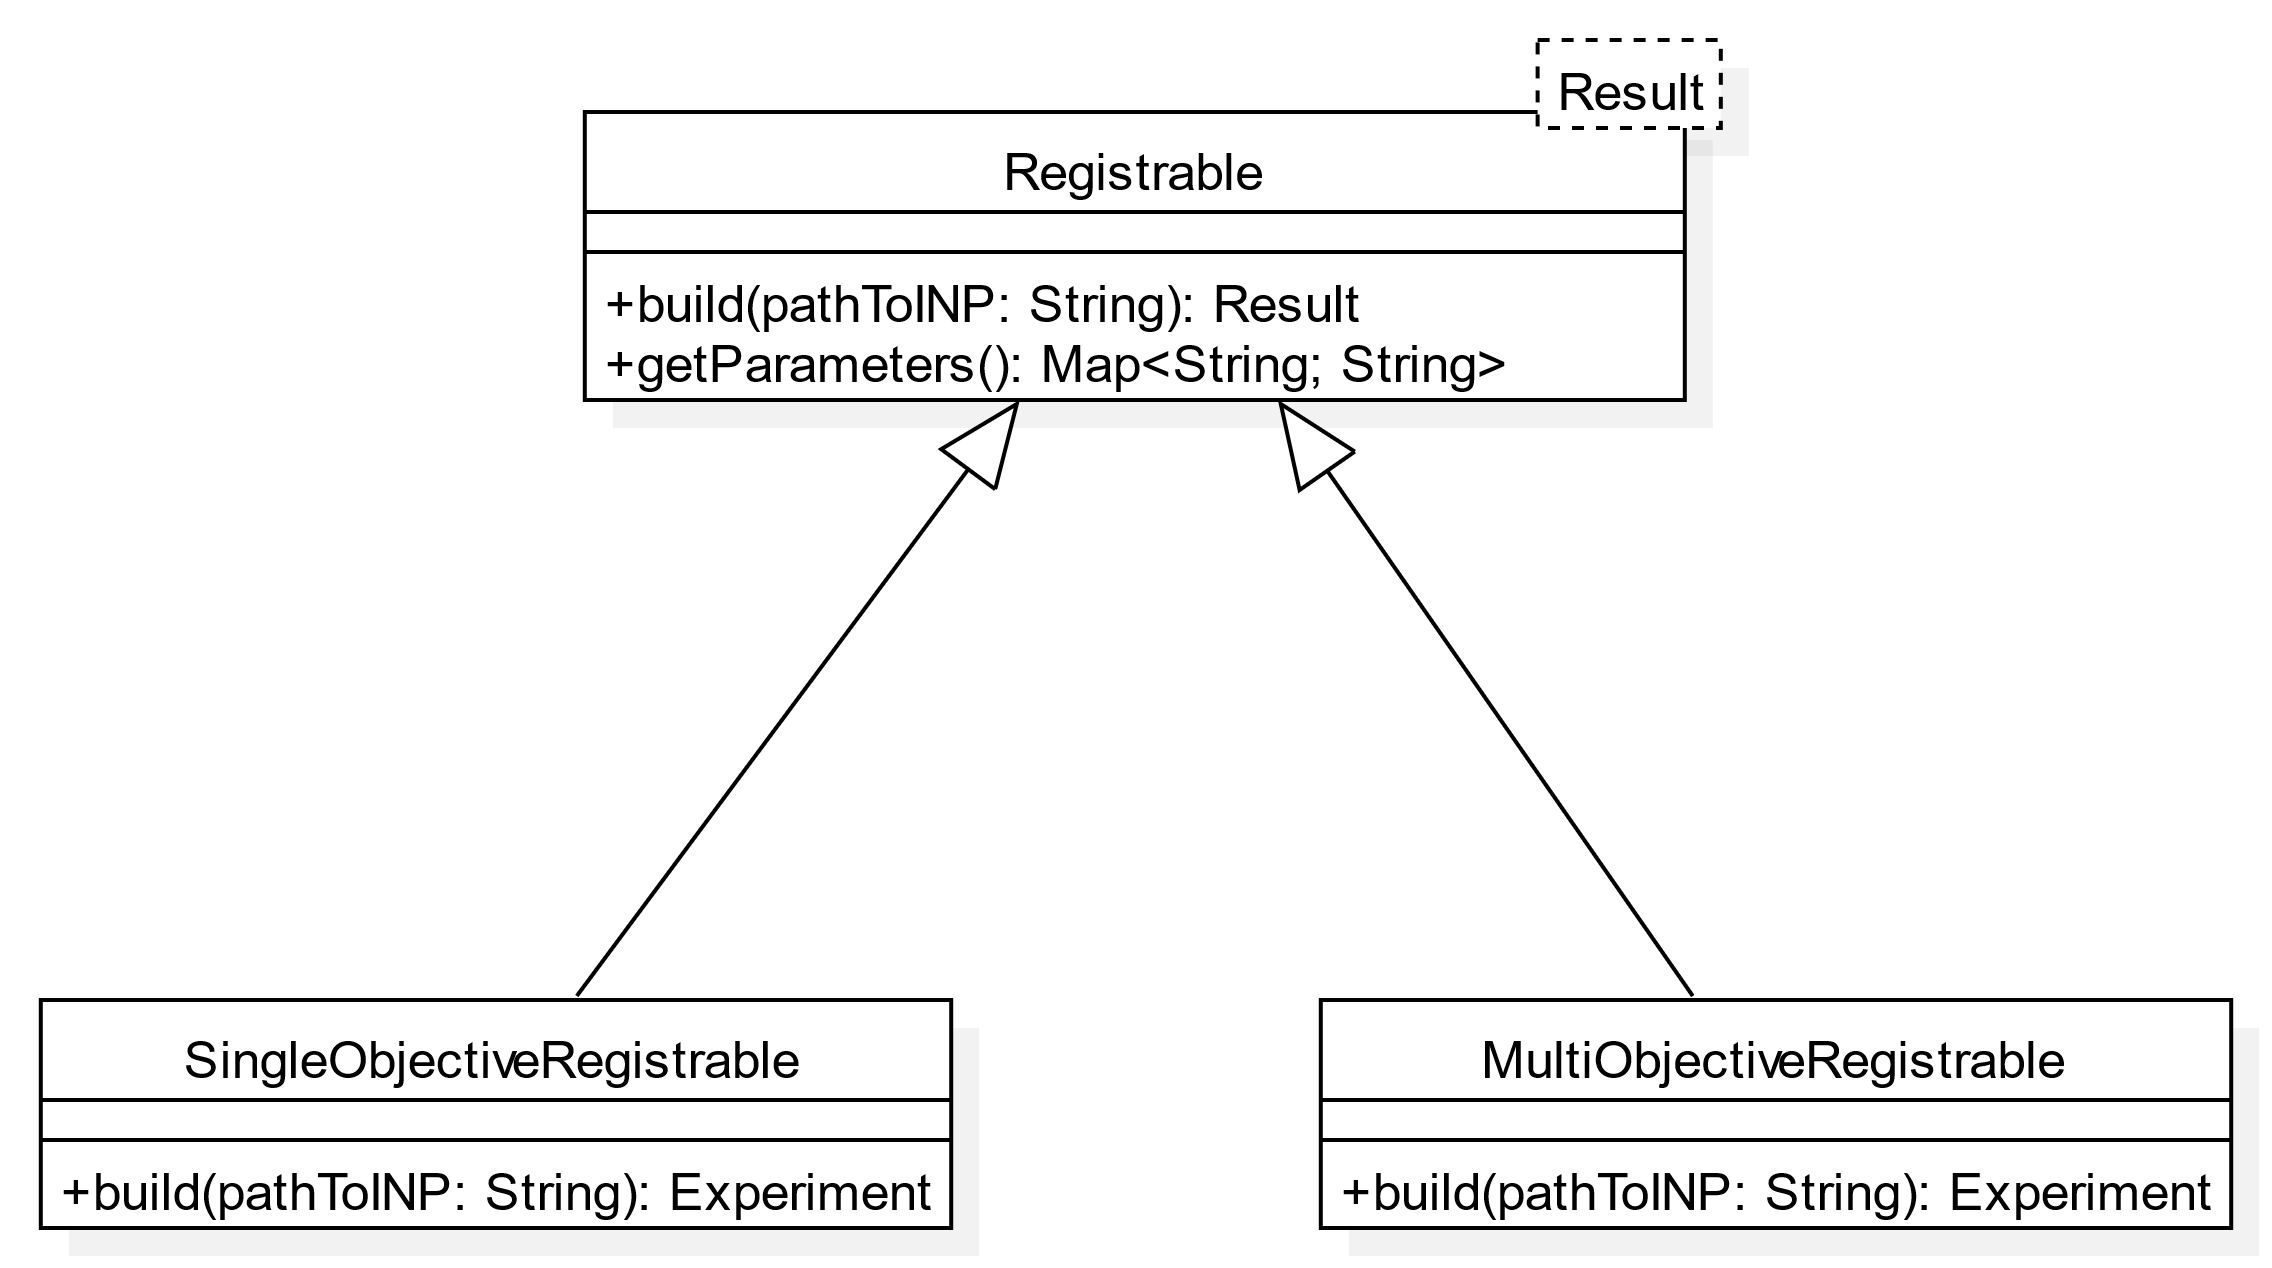 Result
Registrable
+build(pathToINP: String): Result
+getParameters(): Map<String; String>
SingleObjectiveRegistrable
+build(pathToINP: String): Experiment
MultiObjectiveRegistrable
+build(pathToINP: String): Experiment